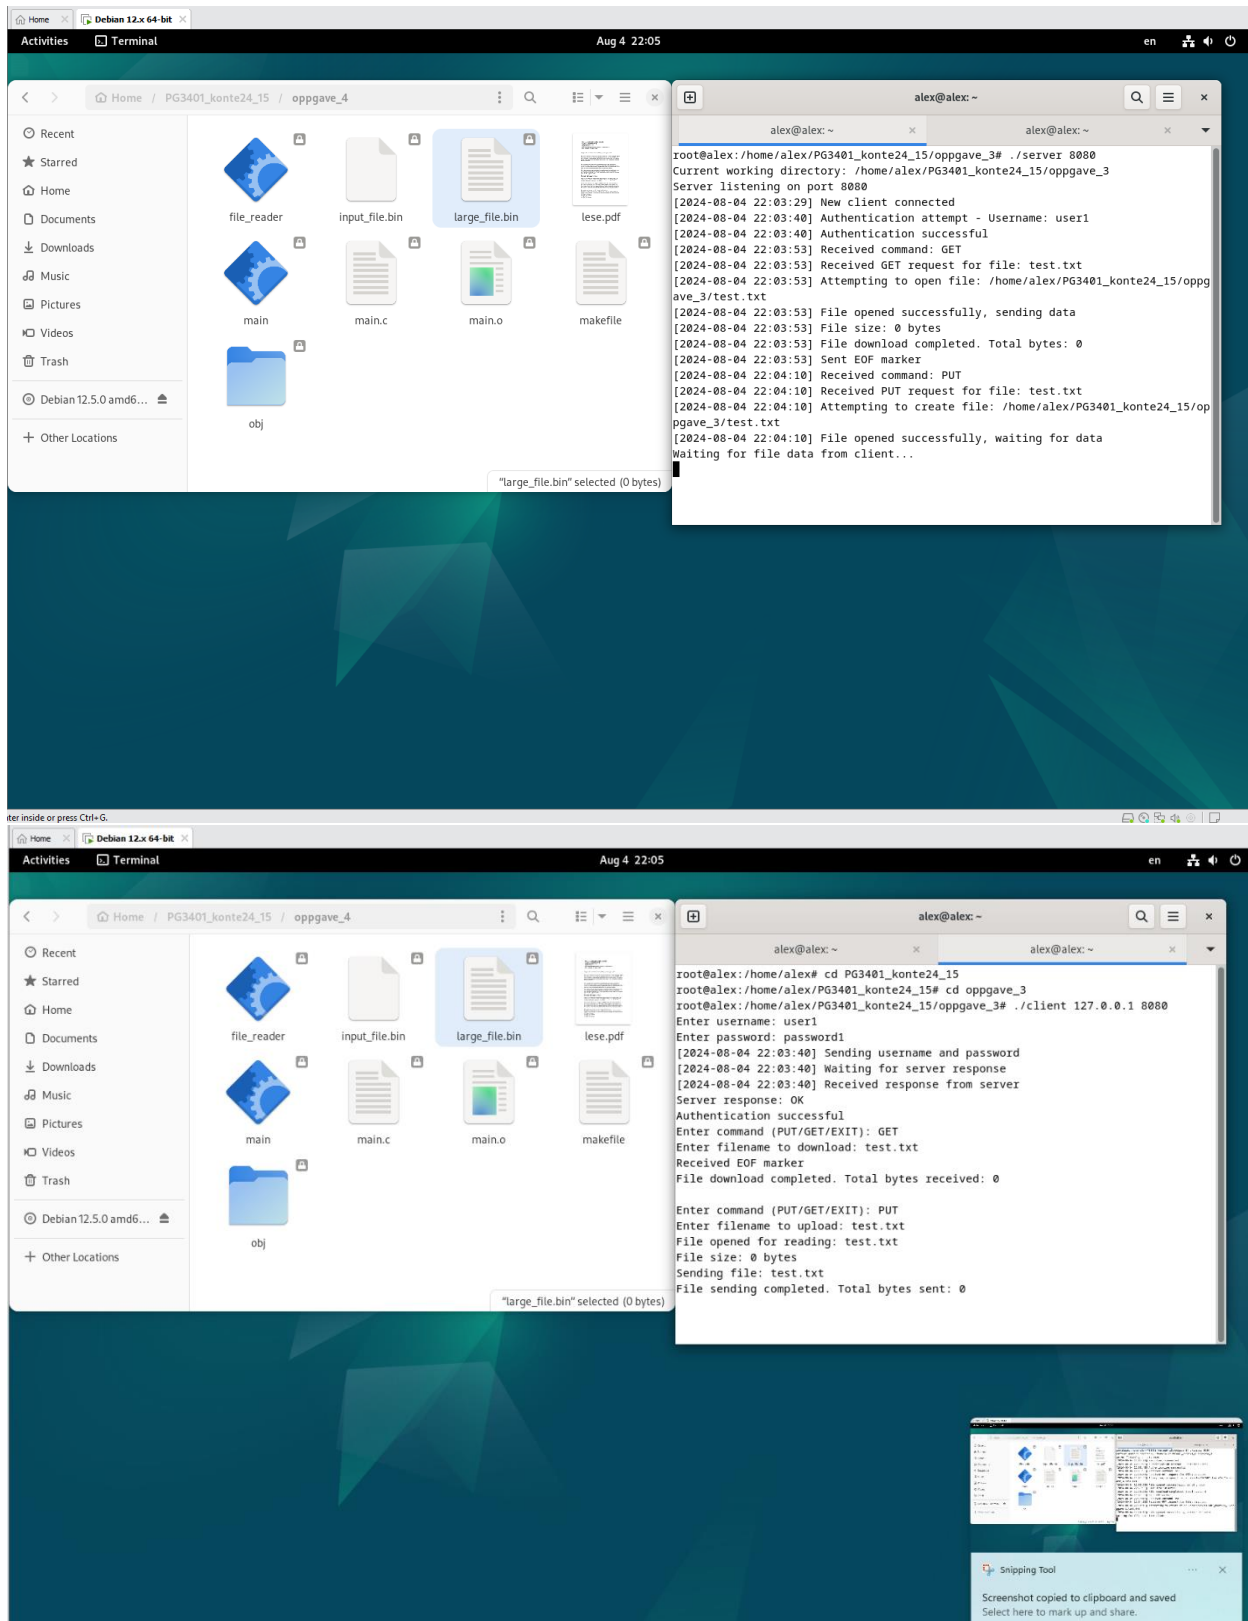 Home
Debian 12.x 64-bit
Activities Terminal Aug 4 22:05 en
Home / PG3401_konte24_15 / oppgave_4
Recent
Starred
Home
Documents
Downloads
Music
Pictures
Videos
Trash
Debian 12.5.0 amd6...
Other Locations
file_reader input_file.bin large_file.bin lese.pdf
main main.c main.o makefile
obj
"large_file.bin" selected (0 bytes)
alex@alex: ~
alex@alex: ~ alex@alex: ~
root@alex:/home/alex/PG3401_konte24_15/oppgave_3# ./server 8080
Current working directory: /home/alex/PG3401_konte24_15/oppgave_3
Server listening on port 8080
[2024-08-04 22:03:29] New client connected
[2024-08-04 22:03:40] Authentication attempt - Username: user1
[2024-08-04 22:03:40] Authentication successful
[2024-08-04 22:03:53] Received command: GET
[2024-08-04 22:03:53] Received GET request for file: test.txt
[2024-08-04 22:03:53] Attempting to open file: /home/alex/PG3401_konte24_15/oppg
ave_3/test.txt
[2024-08-04 22:03:53] File opened successfully, sending data
[2024-08-04 22:03:53] File size: 0 bytes
[2024-08-04 22:03:53] File download completed. Total bytes: 0
[2024-08-04 22:03:53] Sent EOF marker
[2024-08-04 22:04:10] Received command: PUT
[2024-08-04 22:04:10] Received PUT request for file: test.txt
[2024-08-04 22:04:10] Attempting to create file: /home/alex/PG3401_konte24_15/op
pgave_3/test.txt
[2024-08-04 22:04:10] File opened successfully, waiting for data
Waiting for file data from client...
ter inside or press Ctrl+G.
Home
Debian 12.x 64-bit
Activities Terminal Aug 4 22:05 en
Home / PG3401_konte24_15 / oppgave_4
Recent
Starred
Home
Documents
Downloads
Music
Pictures
Videos
Trash
Debian 12.5.0 amd6...
Other Locations
file_reader input_file.bin large_file.bin lese.pdf
main main.c main.o makefile
obj
"large_file.bin" selected (0 bytes)
alex@alex: ~
alex@alex: ~ alex@alex: ~
root@alex:/home/alex# cd PG3401_konte24_15
root@alex:/home/alex/PG3401_konte24_15# cd oppgave_3
root@alex:/home/alex/PG3401_konte24_15/oppgave_3# ./client 127.0.0.1 8080
Enter username: user1
Enter password: password1
[2024-08-04 22:03:40] Sending username and password
[2024-08-04 22:03:40] Waiting for server response
[2024-08-04 22:03:40] Received response from server
Server response: OK
Authentication successful
Enter command (PUT/GET/EXIT): GET
Enter filename to download: test.txt
Received EOF marker
File download completed. Total bytes received: 0
Enter command (PUT/GET/EXIT): PUT
Enter filename to upload: test.txt
File opened for reading: test.txt
File size: 0 bytes
Sending file: test.txt
File sending completed. Total bytes sent: 0
Snipping Tool
Screenshot copied to clipboard and saved
Select here to mark up and share.